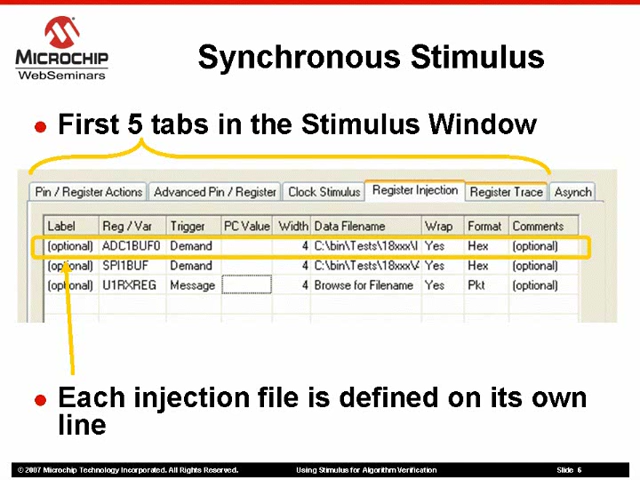 MICROCHIP
WebSeminars
Synchronous Stimulus
First 5 tabs in the Stimulus Window
Pin / Register Actions Advanced Pin / Register Clock Stimulus Register Injection Register Trace Asynch
Label Reg / Var Trigger PC Value Width Data Filename Wrap Format Comments
(optional) ADC1BUF0 Demand 4 C:\bin\Tests\18xxx\I Yes Hex (optional)
(optional) SPI1BUF Demand 4 C:\bin\Tests\18xxx\4 Yes Hex (optional)
(optional) U1RXREG Message 4 Browse for Filename Yes Pkt (optional)
Each injection file is defined on its own
line
© 2007 Microchip Technology Incorporated. All Rights Reserved. Using Stimulus for Algorithm Verification Slide 6